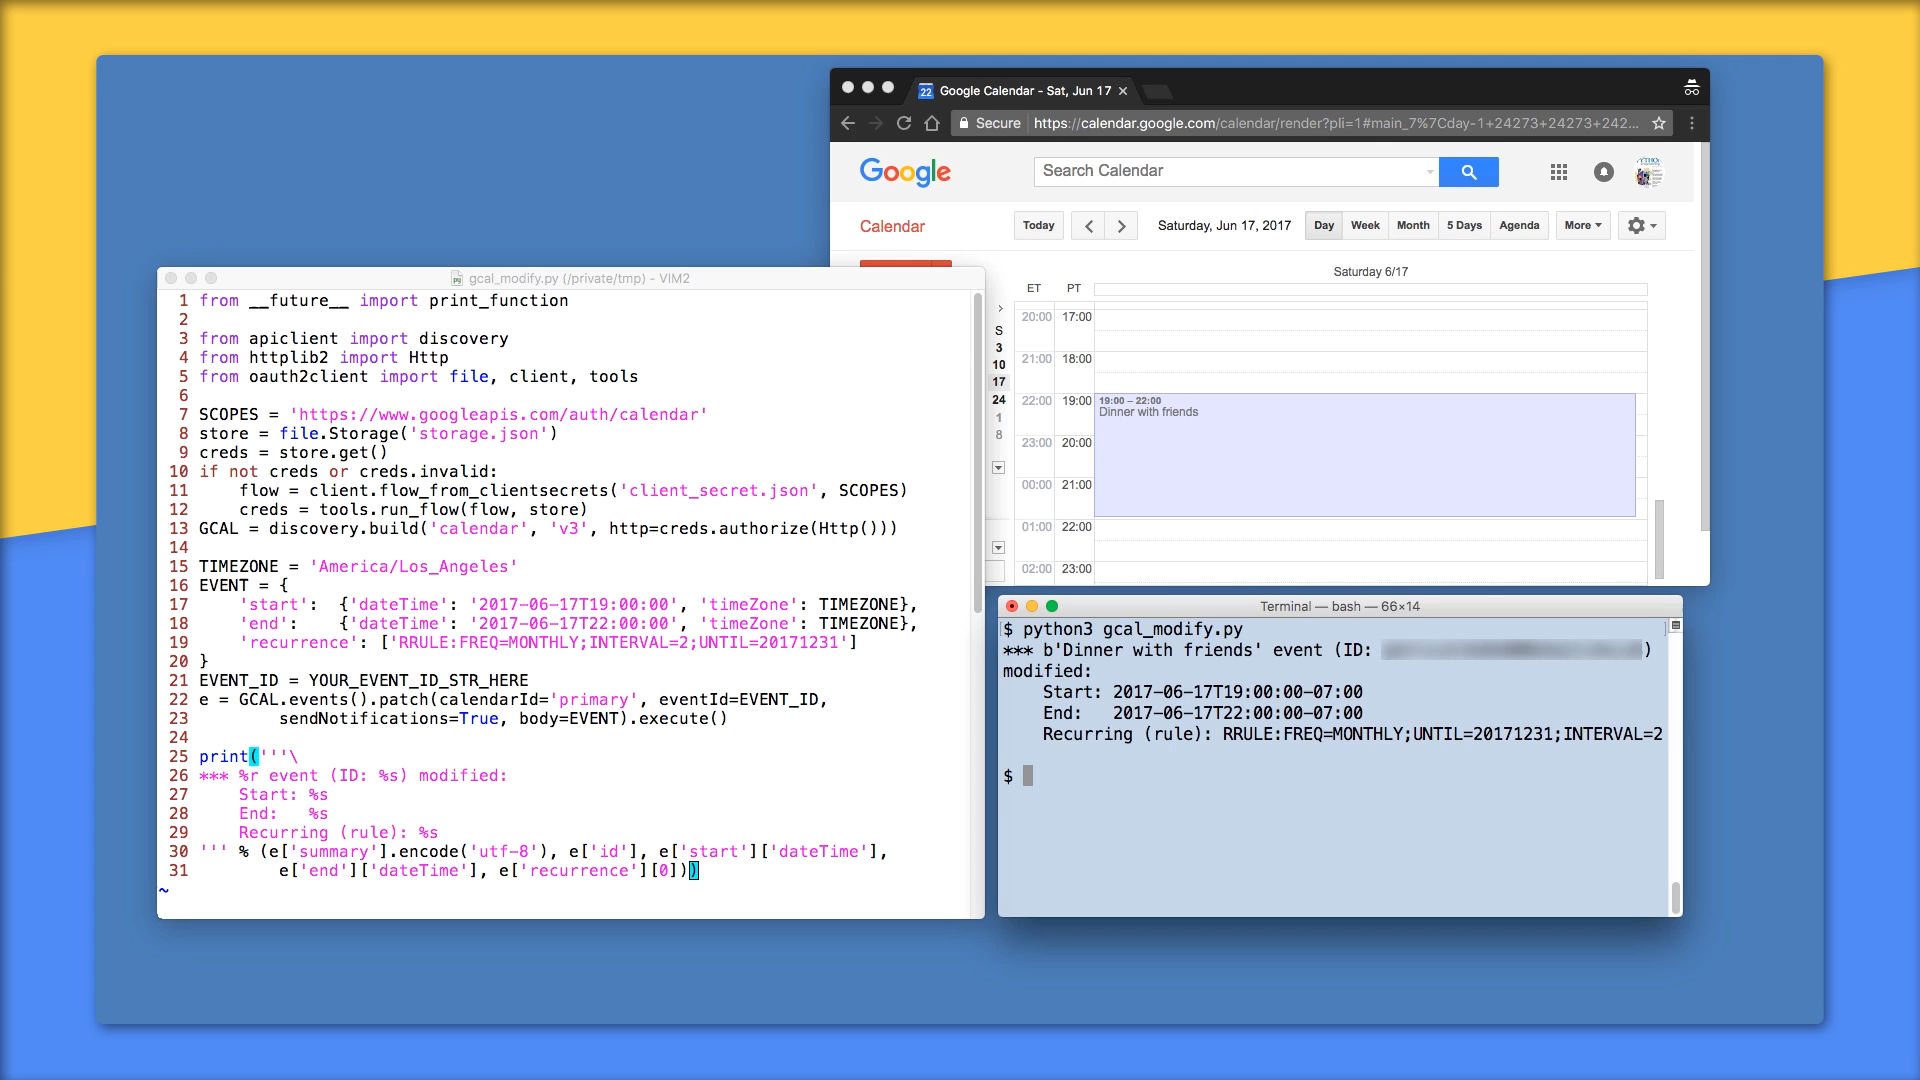 Google Calendar - Sat, Jun 17
Secure
https://calendar.google.com/calendar/render?pli=1#main_7%7Cday-1+24273+24273+242...
Google
Search Calendar
Calendar
Today
Saturday, Jun 17, 2017
Day Week Month 5 Days Agenda
More
Saturday 6/17
ET PT
20:00 17:00
21:00 18:00
22:00 19:00
23:00 20:00
00:00 21:00
01:00 22:00
02:00 23:00
19:00 – 22:00
Dinner with friends
S
3
10
17
24
1
8
gcal_modify.py (/private/tmp) - VIM2
1 from __future__ import print_function
2
3 from apiclient import discovery
4 from httplib2 import Http
5 from oauth2client import file, client, tools
6
7 SCOPES = 'https://www.googleapis.com/auth/calendar'
8 store = file.Storage('storage.json')
9 creds = store.get()
10 if not creds or creds.invalid:
11     flow = client.flow_from_clientsecrets('client_secret.json', SCOPES)
12     creds = tools.run_flow(flow, store)
13 GCAL = discovery.build('calendar', 'v3', http=creds.authorize(Http()))
14
15 TIMEZONE = 'America/Los_Angeles'
16 EVENT = {
17     'start':  {'dateTime': '2017-06-17T19:00:00', 'timeZone': TIMEZONE},
18     'end':    {'dateTime': '2017-06-17T22:00:00', 'timeZone': TIMEZONE},
19     'recurrence': ['RRULE:FREQ=MONTHLY;INTERVAL=2;UNTIL=20171231']
20 }
21 EVENT_ID = YOUR_EVENT_ID_STR_HERE
22 e = GCAL.events().patch(calendarId='primary', eventId=EVENT_ID,
23         sendNotifications=True, body=EVENT).execute()
24
25 print('''\
26 *** %r event (ID: %s) modified:
27     Start: %s
28     End:   %s
29     Recurring (rule): %s
30 ''' % (e['summary'].encode('utf-8'), e['id'], e['start']['dateTime'],
31         e['end']['dateTime'], e['recurrence'][0]))
~
Terminal — bash — 66×14
$ python3 gcal_modify.py
*** b'Dinner with friends' event (ID: )
modified:
    Start: 2017-06-17T19:00:00-07:00
    End:   2017-06-17T22:00:00-07:00
    Recurring (rule): RRULE:FREQ=MONTHLY;UNTIL=20171231;INTERVAL=2
$